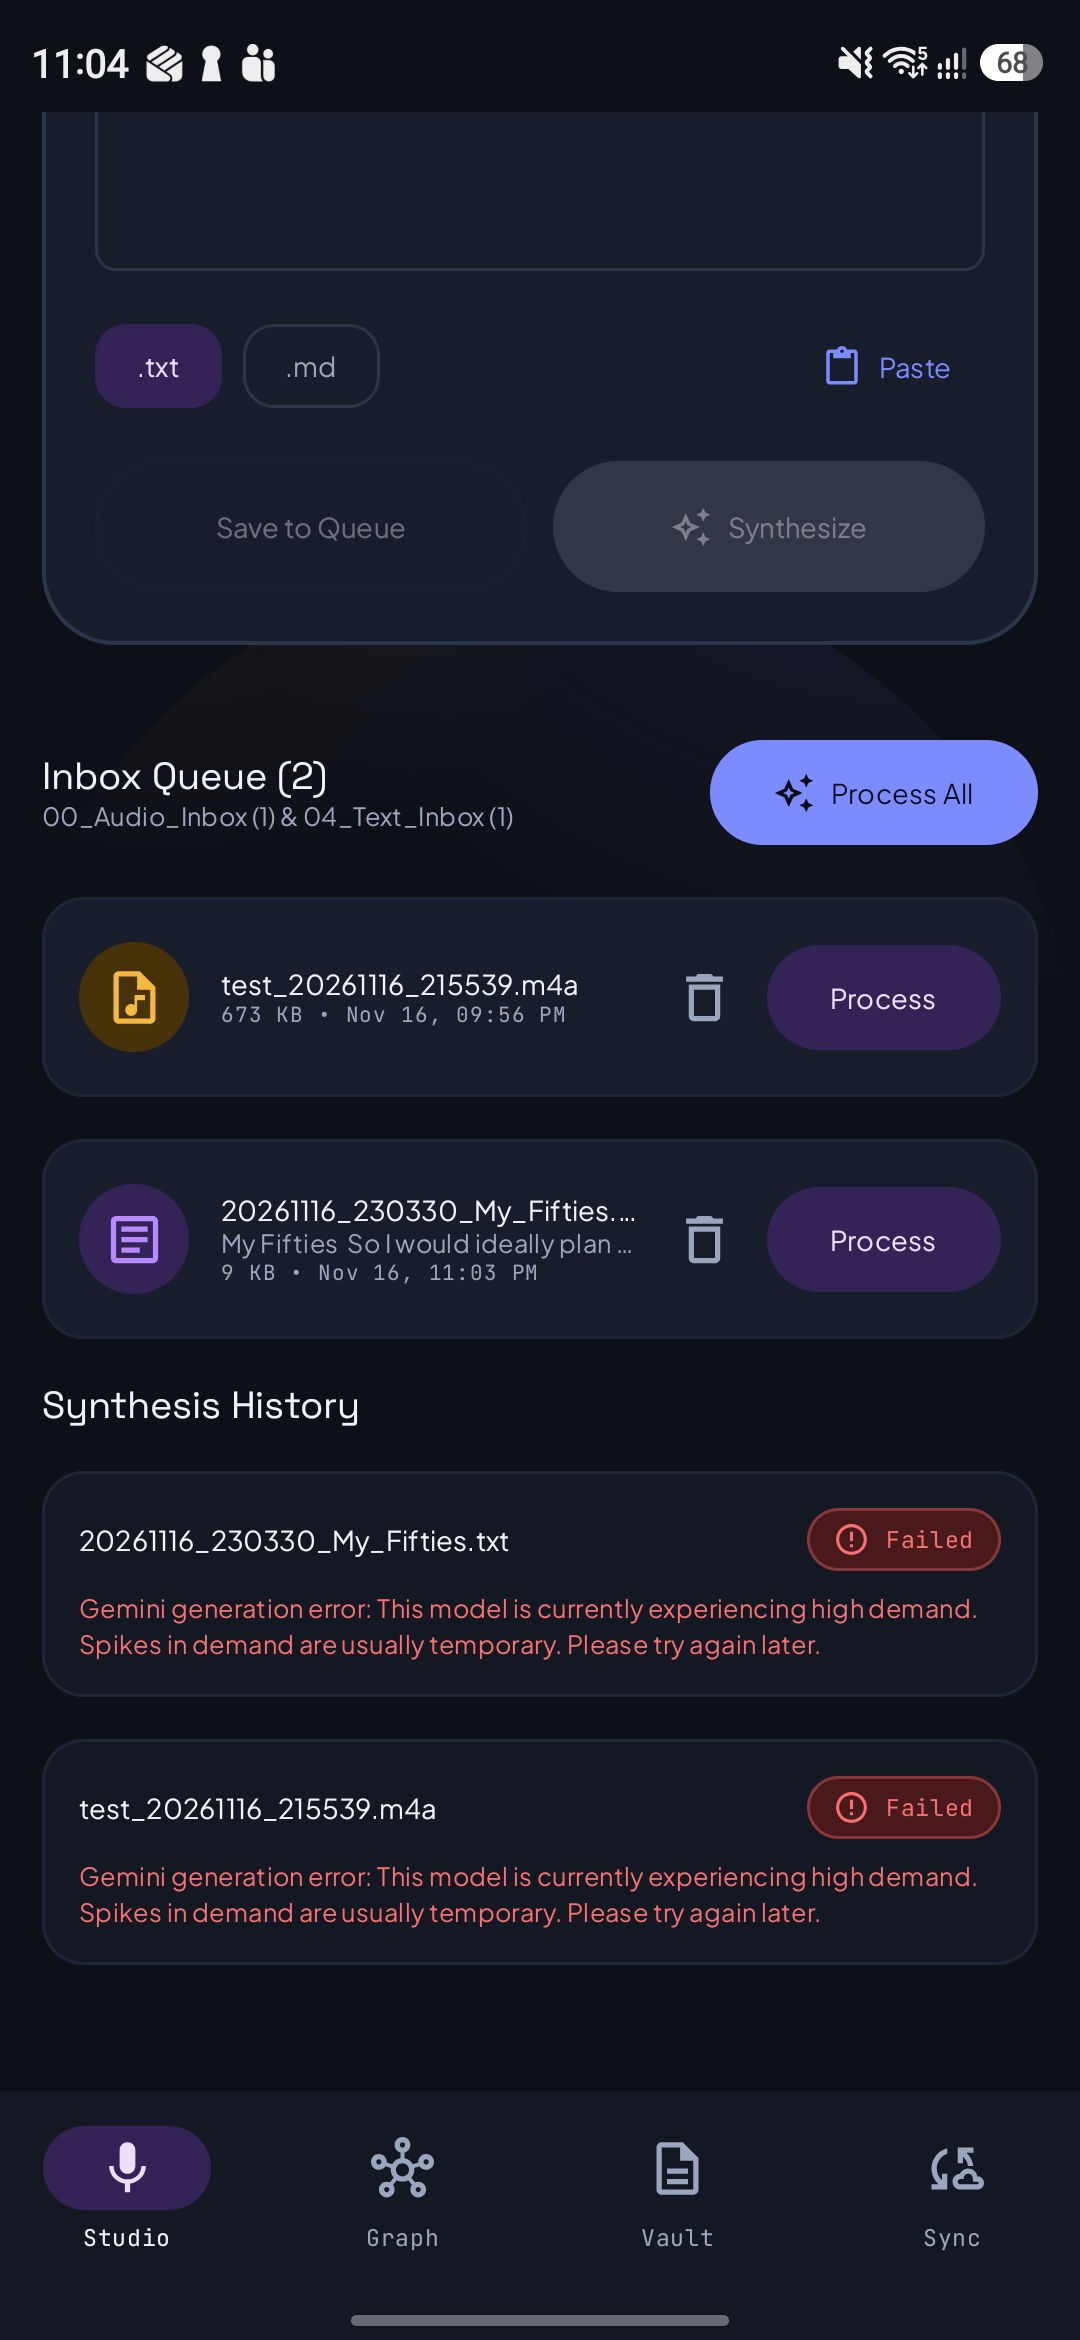 11:04
5
68
.txt
.md
Paste
Save to Queue
Synthesize
Inbox Queue (2)
00_Audio_Inbox (1) & 04_Text_Inbox (1)
Process All
test_20261116_215539.m4a
673 KB • Nov 16, 09:56 PM
Process
20261116_230330_My_Fifties....
My Fifties  So I would ideally plan ...
9 KB • Nov 16, 11:03 PM
Process
Synthesis History
20261116_230330_My_Fifties.txt
Failed
Gemini generation error: This model is currently experiencing high demand.
Spikes in demand are usually temporary. Please try again later.
test_20261116_215539.m4a
Failed
Gemini generation error: This model is currently experiencing high demand.
Spikes in demand are usually temporary. Please try again later.
Studio
Graph
Vault
Sync